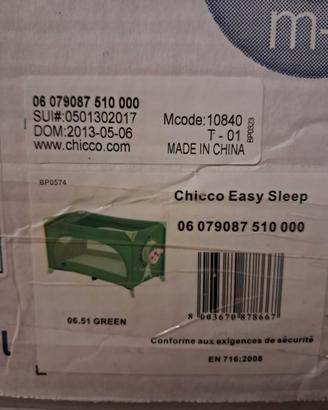 m-
06 079087 510 000
SUI#:0501302017
Mcode:10840
DOM:2013-05-06
T - 01
www.chicco.com
MADE IN CHINA
BP0323
BP0574
Chicco Easy Sleep
06 079087 510 000
06.51 GREEN
8 003670 878667
Conforme aux exigences de sécurité
EN 716:2008